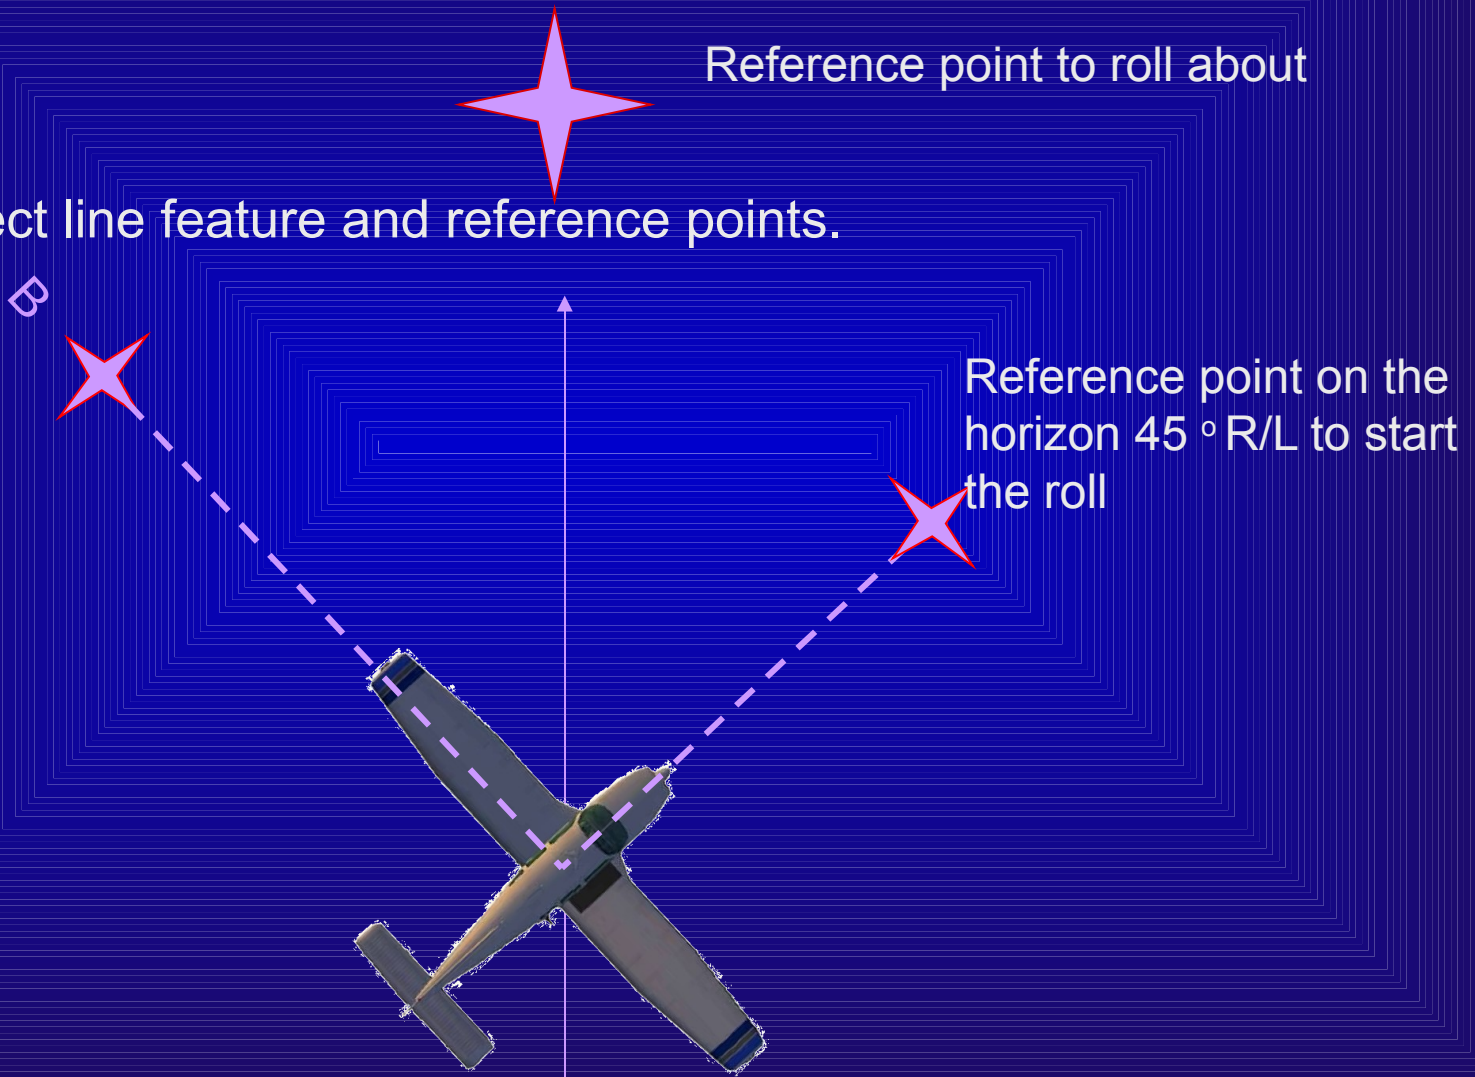 Reference point to roll about
line feature and reference points.
B
Reference point on the
horizon 45 º R/L to start
the roll